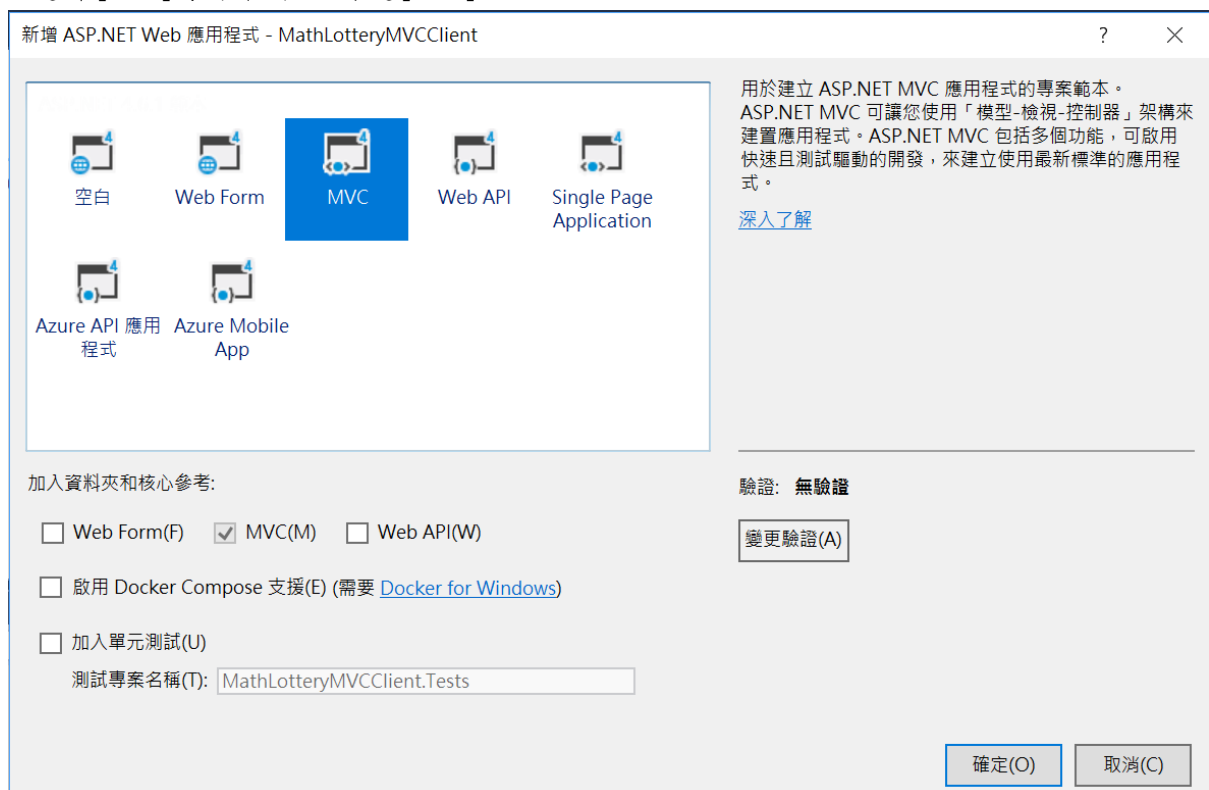 新增 ASP.NET Web 應用程式 - MathLotteryMVCClient
?
空白
Web Form
MVC
Web API
Single Page
Application
Azure API 應用
程式
Azure Mobile
App
用於建立 ASP.NET MVC 應用程式的專案範本。
ASP.NET MVC 可讓您使用「模型-檢視-控制器」架構來
建置應用程式。ASP.NET MVC 包括多個功能，可啟用
快速且測試驅動的開發，來建立使用最新標準的應用程
式。
深入了解
加入資料夾和核心參考:
Web Form(F) MVC(M) Web API(W)
啟用 Docker Compose 支援(E) (需要 Docker for Windows)
加入單元測試(U)
測試專案名稱(T): MathLotteryMVCClient.Tests
驗證: 無驗證
變更驗證(A)
確定(O)
取消(C)